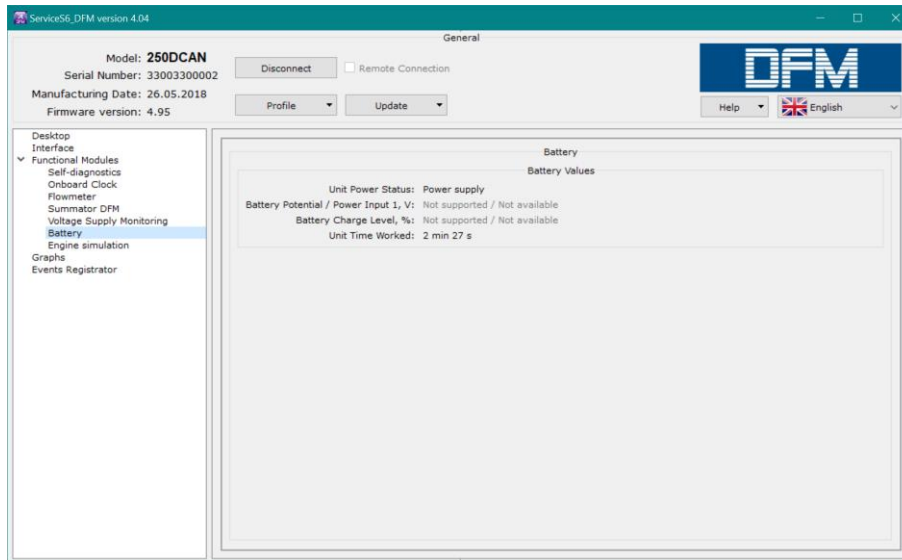 ServiceS6_DFM version 4.04
General
Model: 250DCAN
Serial Number: 33003300002
Manufacturing Date: 26.05.2018
Firmware version: 4.95
Disconnect
Remote Connection
Profile
Update
DFM
Help
English
Desktop
Interface
Functional Modules
Self-diagnostics
Onboard Clock
Flowmeter
Summator DFM
Voltage Supply Monitoring
Battery
Engine simulation
Graphs
Events Registrator
Battery
Battery Values
Unit Power Status: Power supply
Battery Potential / Power Input 1, V: Not supported / Not available
Battery Charge Level, %: Not supported / Not available
Unit Time Worked: 2 min 27 s